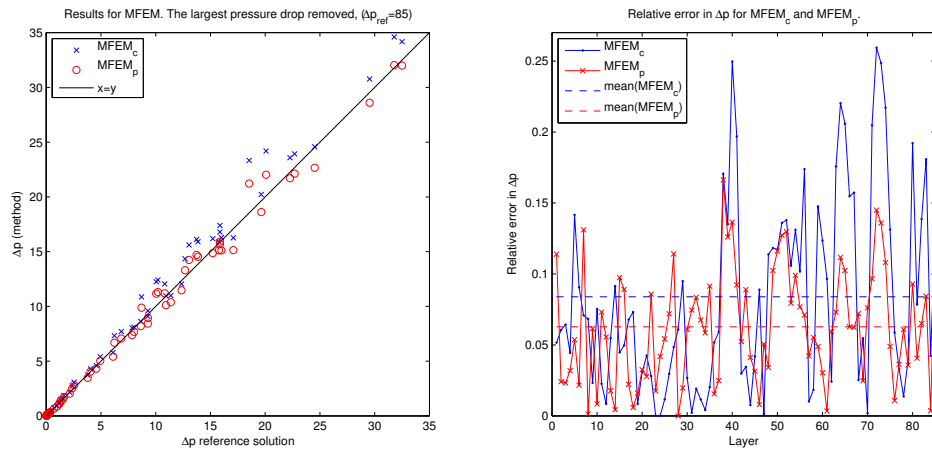 Results for MFEM. The largest pressure drop removed, (Δp_ref=85)
35
30
25
20
15
10
5
0
Δp (method)
MFEM_c
MFEM_p
x=y
0 5 10 15 20 25 30 35
Δp reference solution
Relative error in Δp for MFEM_c and MFEM_p.
0.25
0.2
0.15
0.1
0.05
0
Relative error in Δp
MFEM_c
MFEM_p
mean(MFEM_c)
mean(MFEM_p)
0 10 20 30 40 50 60 70 80
Layer